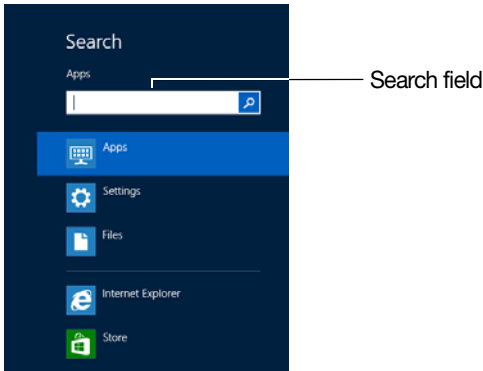 Search
Apps
Search field
Apps
Settings
Files
Internet Explorer
Store